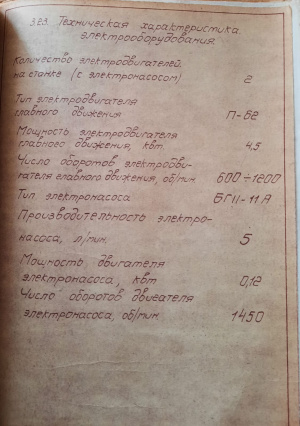 3.2.3. Техническая характеристика
электрооборудования.
Количество электродвигателей
на станке (с электронасосом) 2
Тип электродвигателя
главного движения П-62
Мощность электродвигателя
главного движения, квт. 4,5
Число оборотов электродви-
гателя главного движения, об/мин. 600÷1200
Тип электронасоса БГ11-11А
Производительность электро-
насоса, л/мин. 5
Мощность двигателя
электронасоса, квт 0,12
Число оборотов двигателя
электронасоса, об/мин. 1450